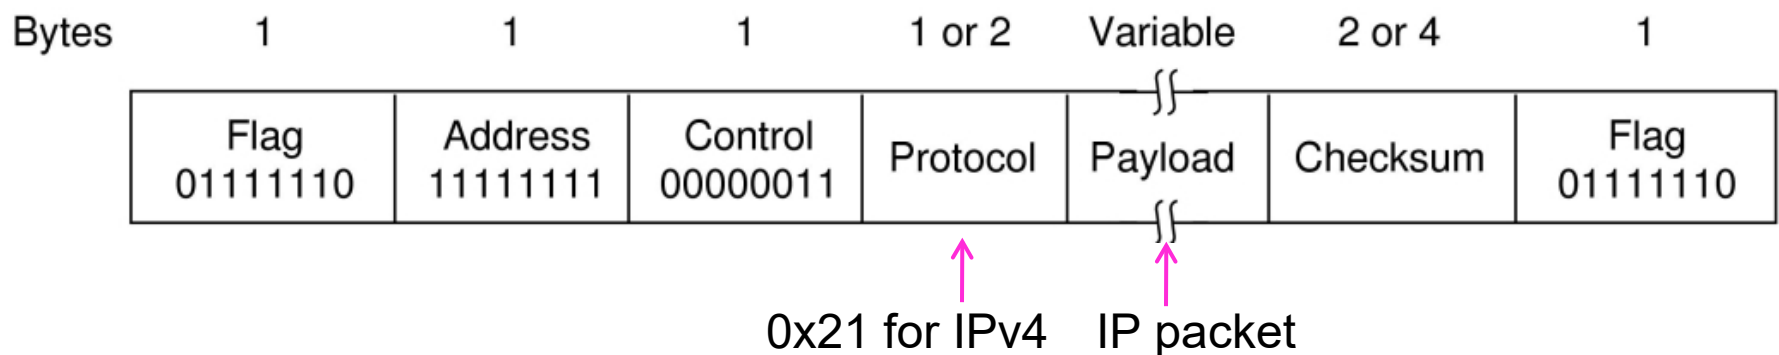 Bytes 1 1 1 1 or 2 Variable 2 or 4 1
Flag Address Control Protocol Payload Checksum Flag
01111110 11111111 00000011 01111110
0x21 for IPv4 IP packet